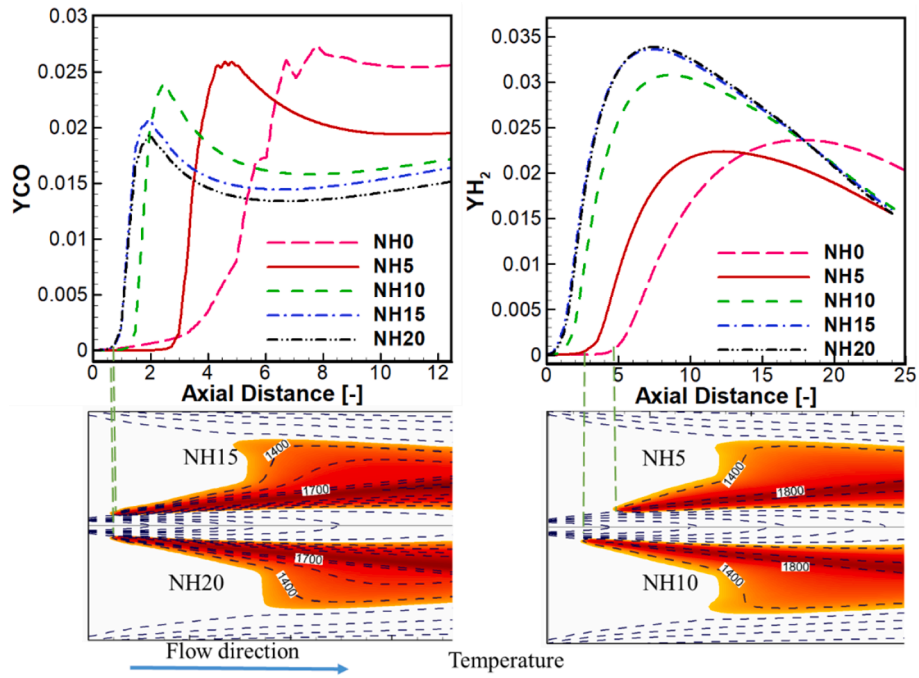 0.03
0.025
0.02
0.015
0.01
0.005
0
YCO
NH0
NH5
NH10
NH15
NH20
0 2 4 6 8 10 12
Axial Distance [-]
0.035
0.03
0.025
0.02
0.015
0.01
0.005
0
YH₂
NH0
NH5
NH10
NH15
NH20
0 5 10 15 20 25
Axial Distance [-]
NH15
1400
1700
1700
1400
NH20
NH5
1400
1800
1800
1400
NH10
Flow direction
Temperature